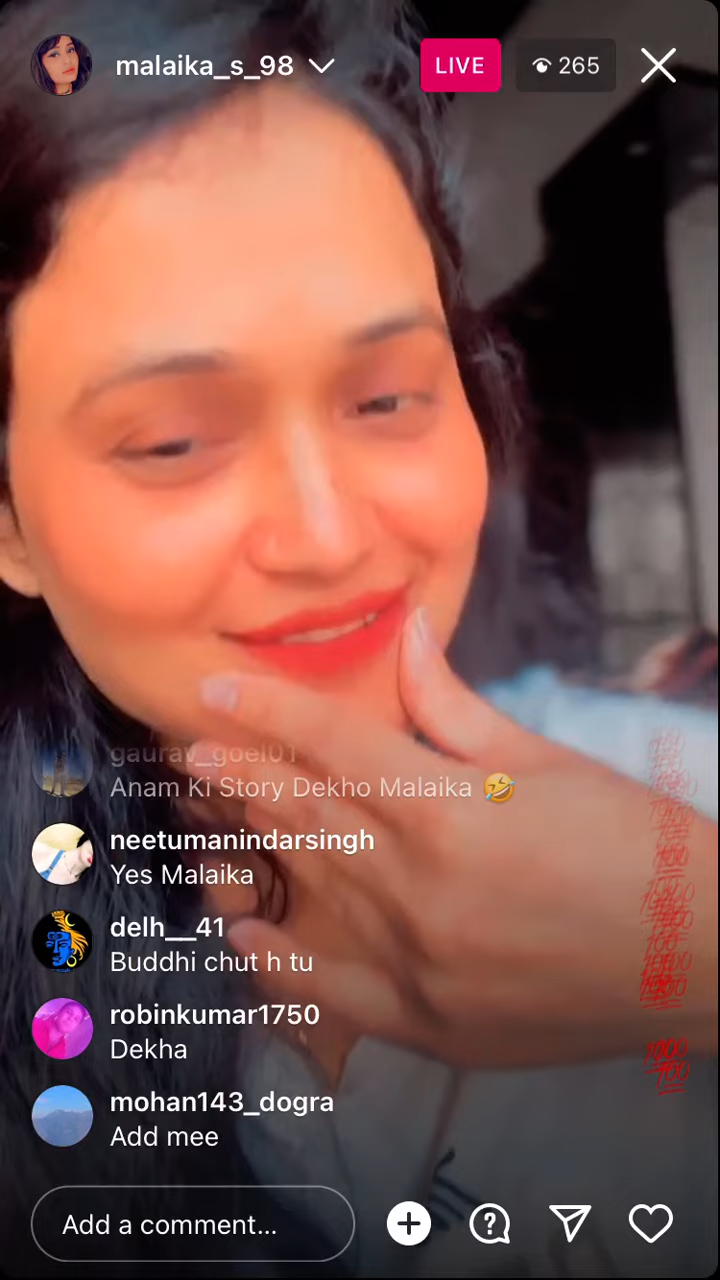 malaika_s_98
LIVE
265
gaurav_goel01
Anam Ki Story Dekho Malaika 🤣
neetumanindarsingh
Yes Malaika
delh__41
Buddhi chut h tu
robinkumar1750
Dekha
mohan143_dogra
Add mee
Add a comment...